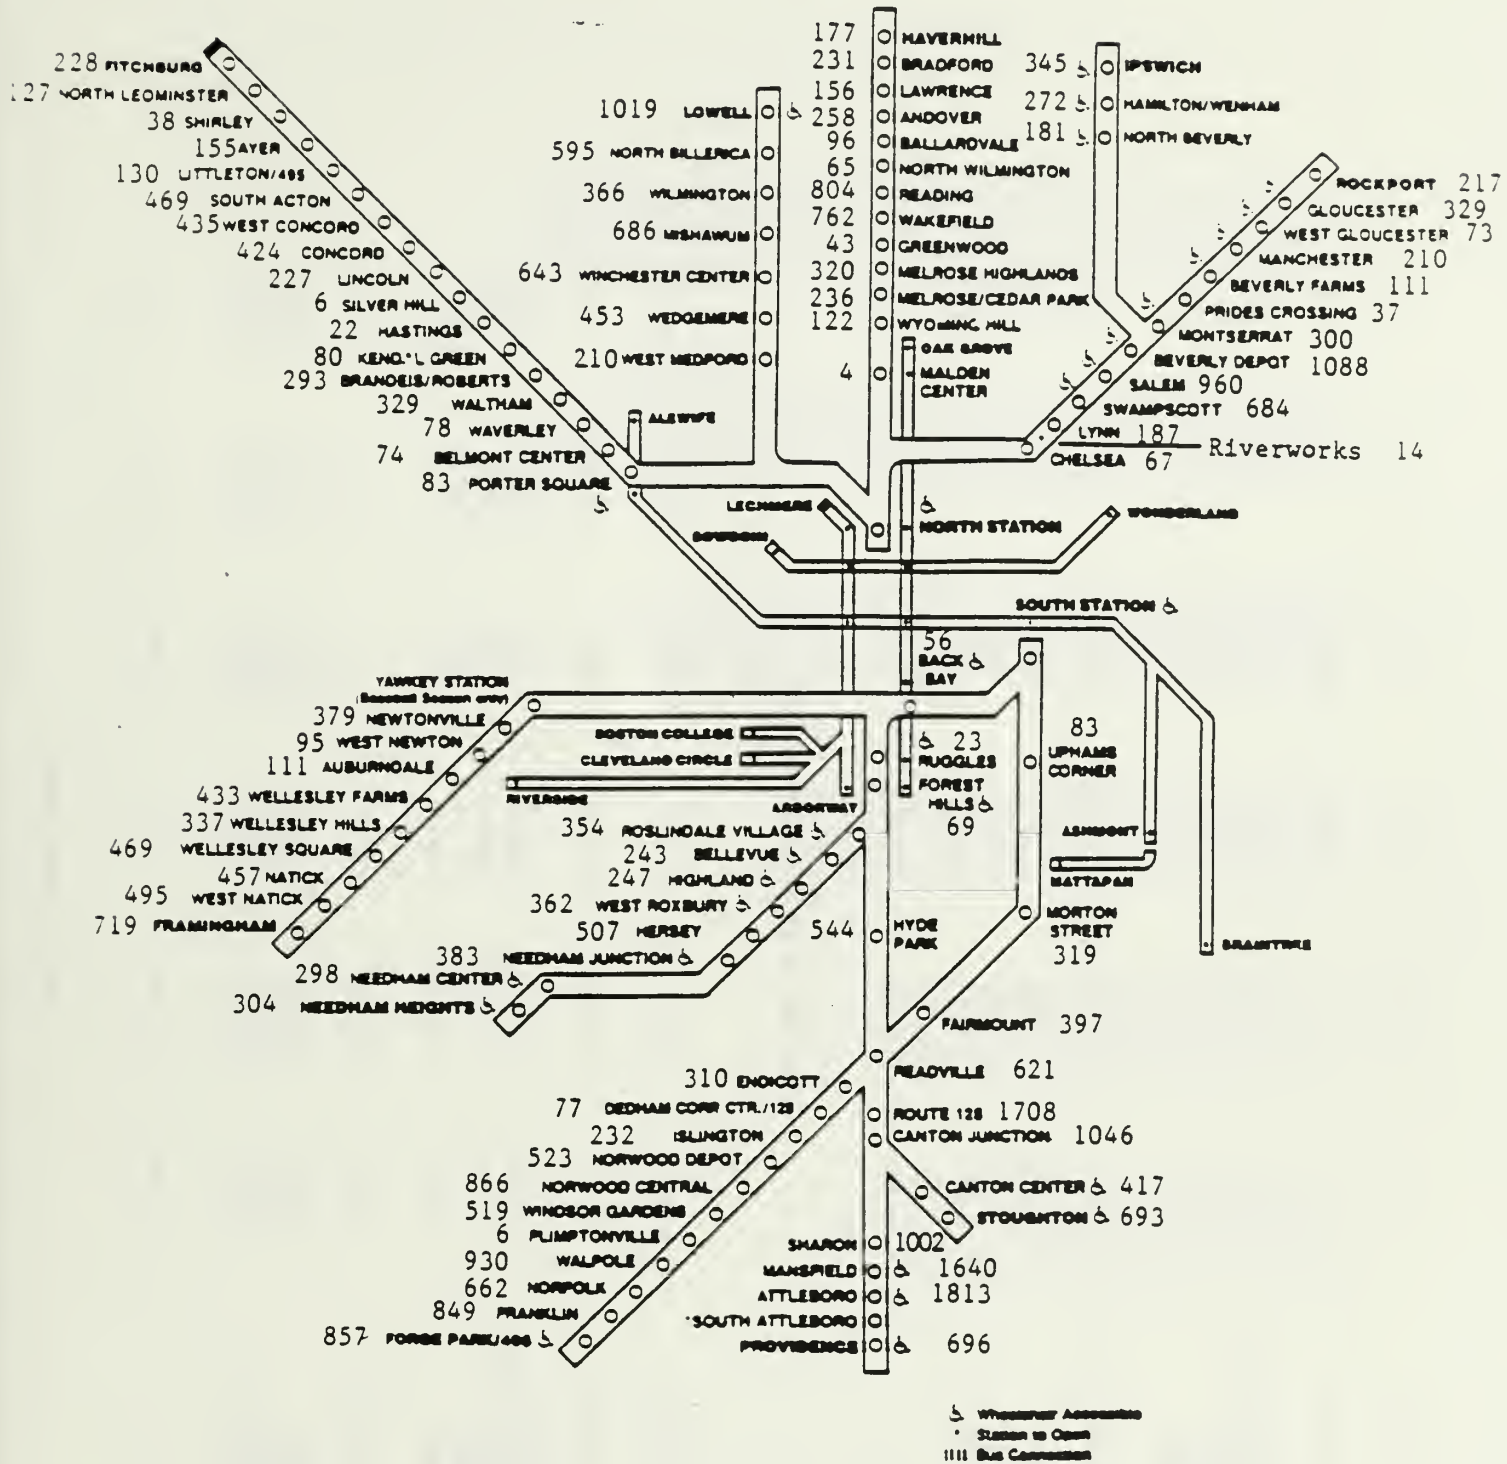 228 FITCHBURG
127 NORTH LEOMINSTER
38 SHIRLEY
155 AYER
130 LITTLETON/495
469 SOUTH ACTON
435 WEST CONCORD
424 CONCORD
227 LINCOLN
6 SILVER HILL
22 HASTINGS
80 KEND'L GREEN
293 BRANDEIS/ROBERTS
329 WALTHAM
78 WAVERLEY
74 BELMONT CENTER
83 PORTER SQUARE
ALEWIFE
1019 LOWELL
595 NORTH BILLERICA
366 WILMINGTON
686 MISHAWUM
643 WINCHESTER CENTER
453 WEDGEMERE
210 WEST MEDFORD
177 HAVERHILL
231 BRADFORD
156 LAWRENCE
258 ANDOVER
96 BALLARDVALE
65 NORTH WILMINGTON
804 READING
762 WAKEFIELD
43 GREENWOOD
320 MELROSE HIGHLANDS
236 MELROSE/CEDAR PARK
122 WYOMING HILL
OAK GROVE
4 MALDEN
CENTER
345 IPSWICH
272 HAMILTON/WENHAM
181 NORTH BEVERLY
ROCKPORT 217
GLOUCESTER 329
WEST GLOUCESTER 73
MANCHESTER 210
BEVERLY FARMS 111
PRIDES CROSSING 37
MONTSERRAT 300
BEVERLY DEPOT 1088
SALEM 960
SWAMPSCOTT 684
LYNN 187
Riverworks 14
CHELSEA 67
LECHMERE
BOWDOIN
NORTH STATION
WONDERLAND
SOUTH STATION
56
BACK
BAY
YAWKEY STATION
(Baseball Season only)
379 NEWTONVILLE
95 WEST NEWTON
111 AUBURNDALE
433 WELLESLEY FARMS
337 WELLESLEY HILLS
469 WELLESLEY SQUARE
457 NATICK
495 WEST NATICK
719 FRAMINGHAM
BOSTON COLLEGE
CLEVELAND CIRCLE
RIVERSIDE
ARBORWAY
23
RUGGLES
FOREST
HILLS
69
83
UPHAMS
CORNER
ASHMONT
MATTAPAN
MORTON
STREET
319
BRAINTREE
354 ROSLINDALE VILLAGE
243 BELLEVUE
247 HIGHLAND
362 WEST ROXBURY
507 HERSEY
383 NEEDHAM JUNCTION
298 NEEDHAM CENTER
304 NEEDHAM HEIGHTS
544 HYDE
PARK
FAIRMOUNT 397
READVILLE 621
310 ENDICOTT
77 DEDHAM CORP CTR./128
232 ISLINGTON
523 NORWOOD DEPOT
866 NORWOOD CENTRAL
519 WINDSOR GARDENS
6 PLIMPTONVILLE
930 WALPOLE
662 NORFOLK
849 FRANKLIN
857 FORGE PARK/495
ROUTE 128 1708
CANTON JUNCTION 1046
CANTON CENTER 417
STOUGHTON 693
SHARON 1002
MANSFIELD 1640
ATTLEBORO 1813
SOUTH ATTLEBORO
PROVIDENCE 696
Wheelchair Accessible
Station to Open
Bus Connection